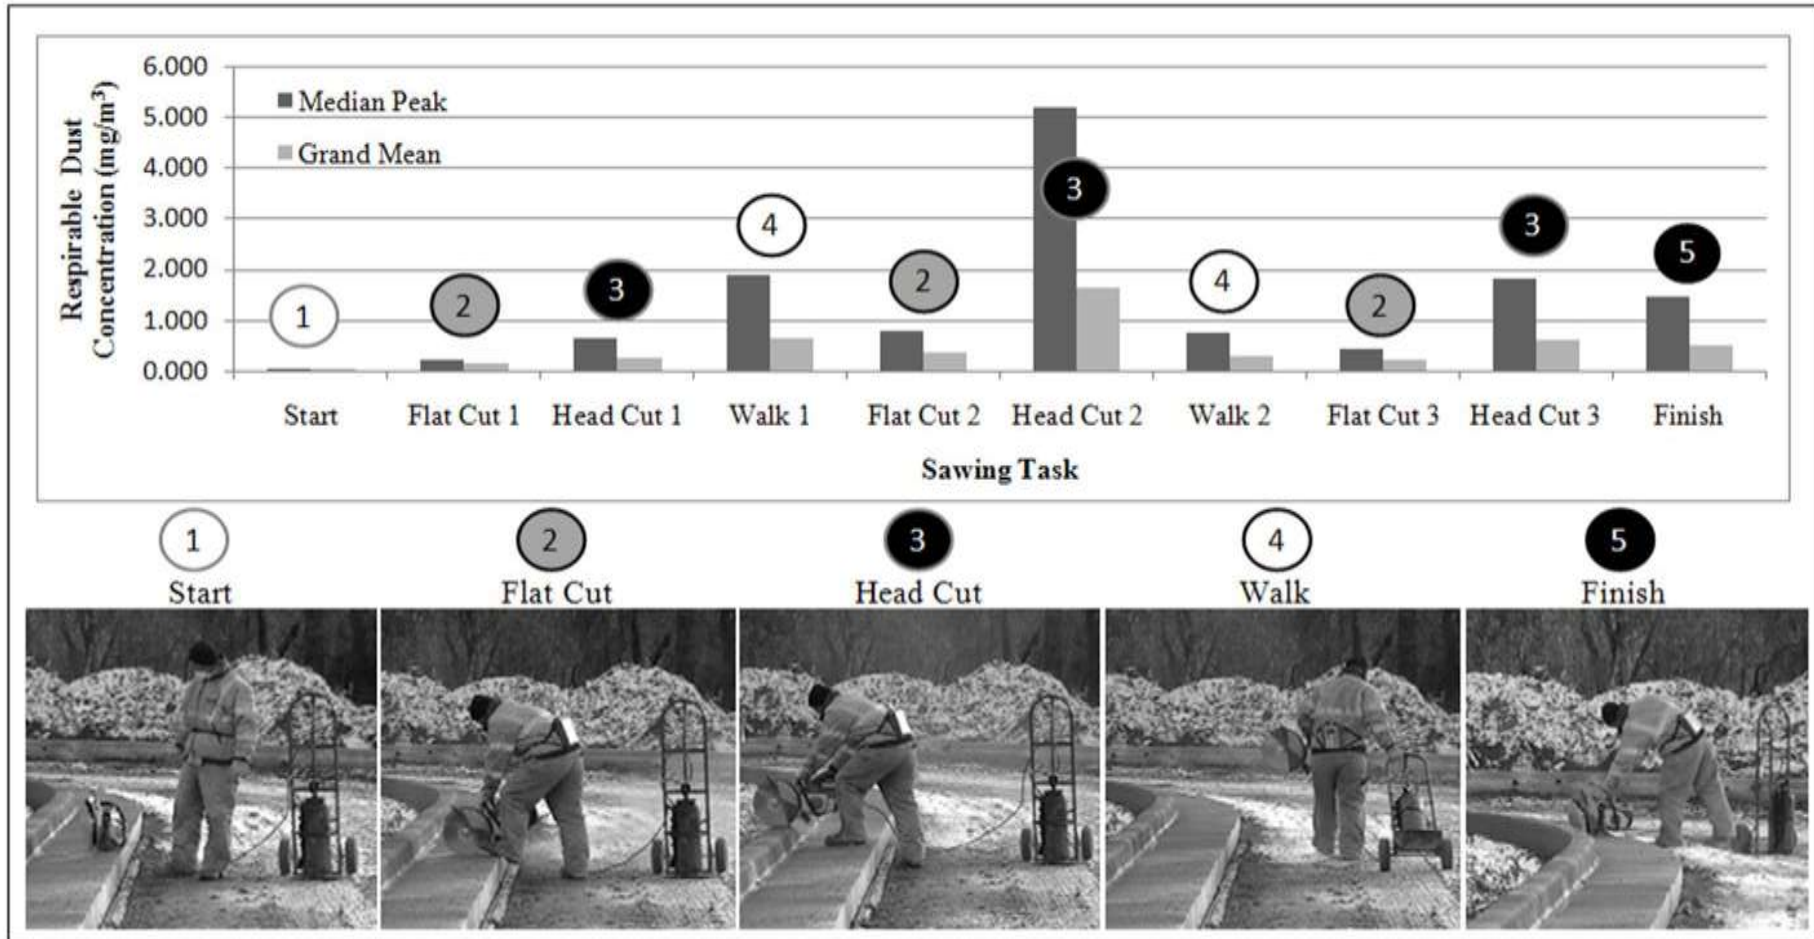 6.000
5.000
4.000
3.000
2.000
1.000
0.000
Respirable Dust
Concentration (mg/m³)
Median Peak
Grand Mean
1
2
3
4
2
3
4
2
3
5
Start Flat Cut 1 Head Cut 1 Walk 1 Flat Cut 2 Head Cut 2 Walk 2 Flat Cut 3 Head Cut 3 Finish
Sawing Task
1 2 3 4 5
Start Flat Cut Head Cut Walk Finish